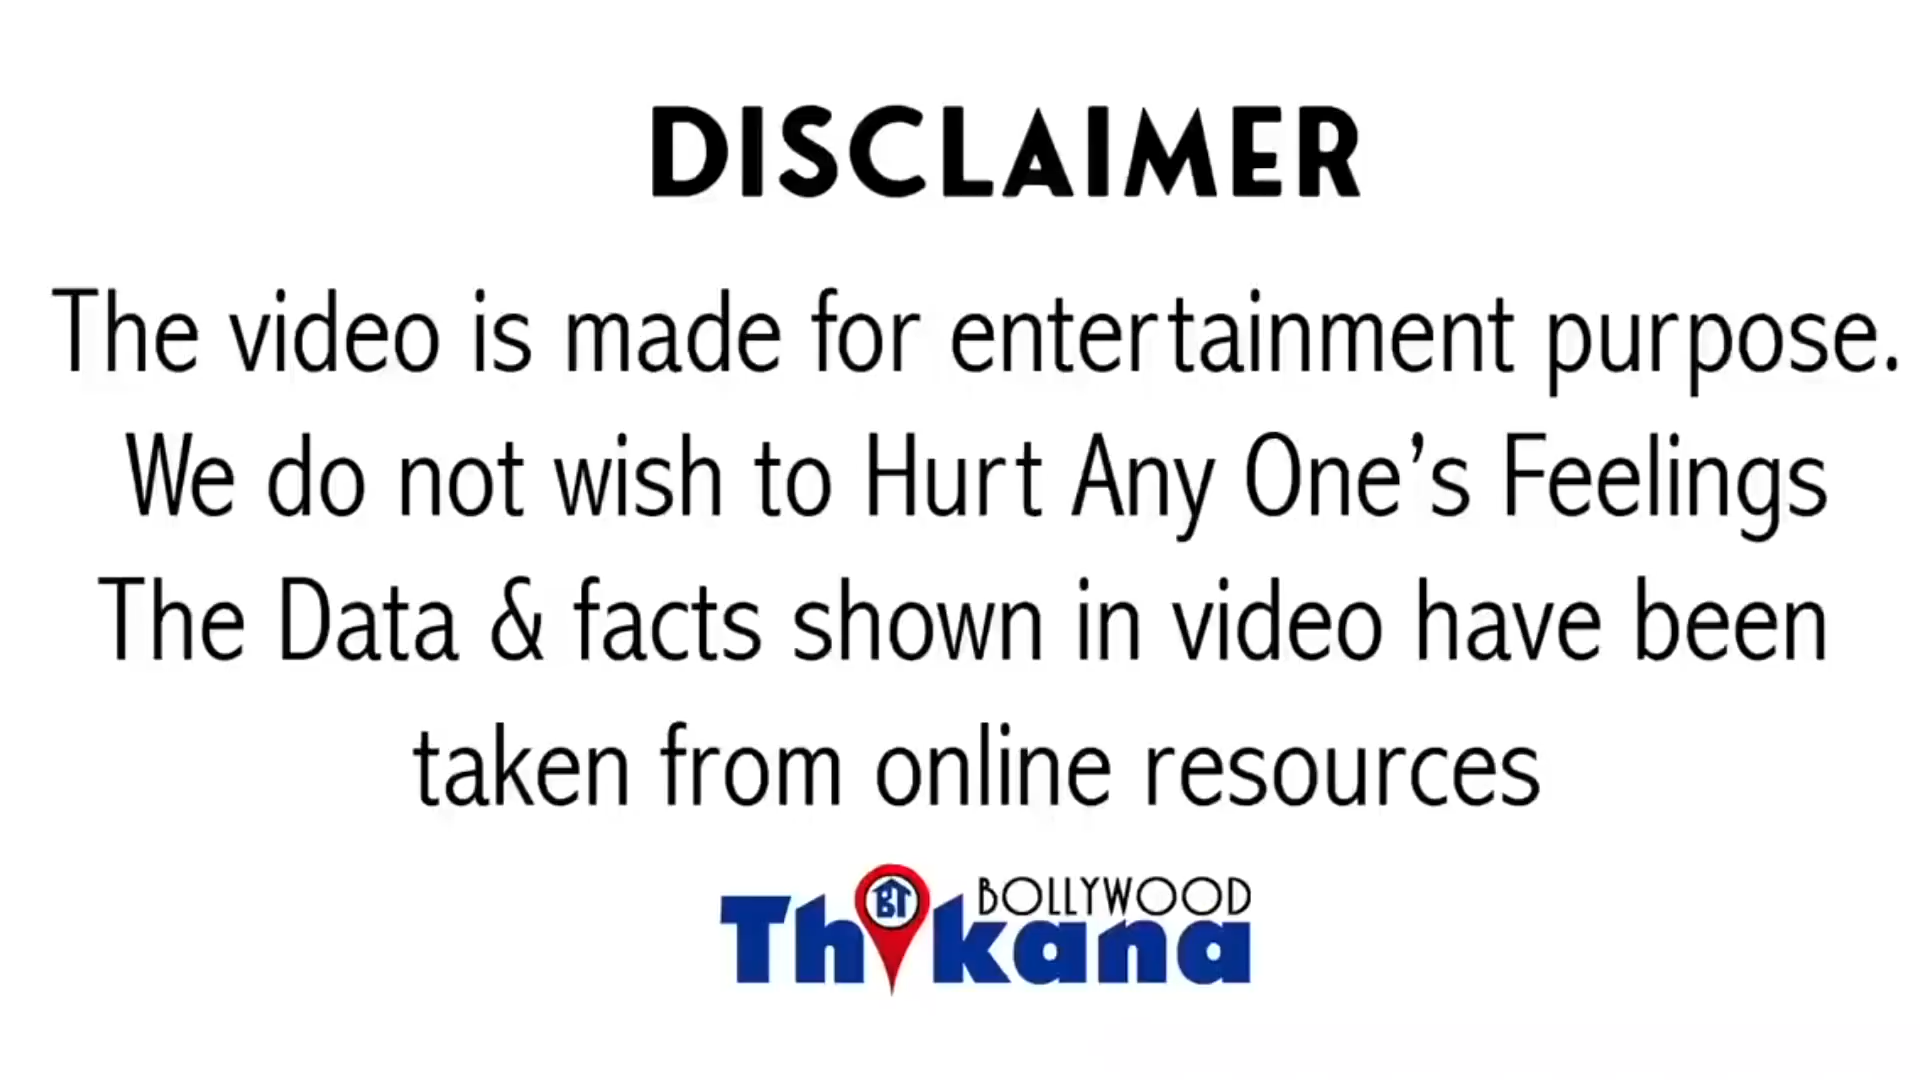 DISCLAIMER
The video is made for entertainment purpose.
We do not wish to Hurt Any One’s Feelings
The Data & facts shown in video have been
taken from online resources
BT
BOLLYWOOD
Thikana